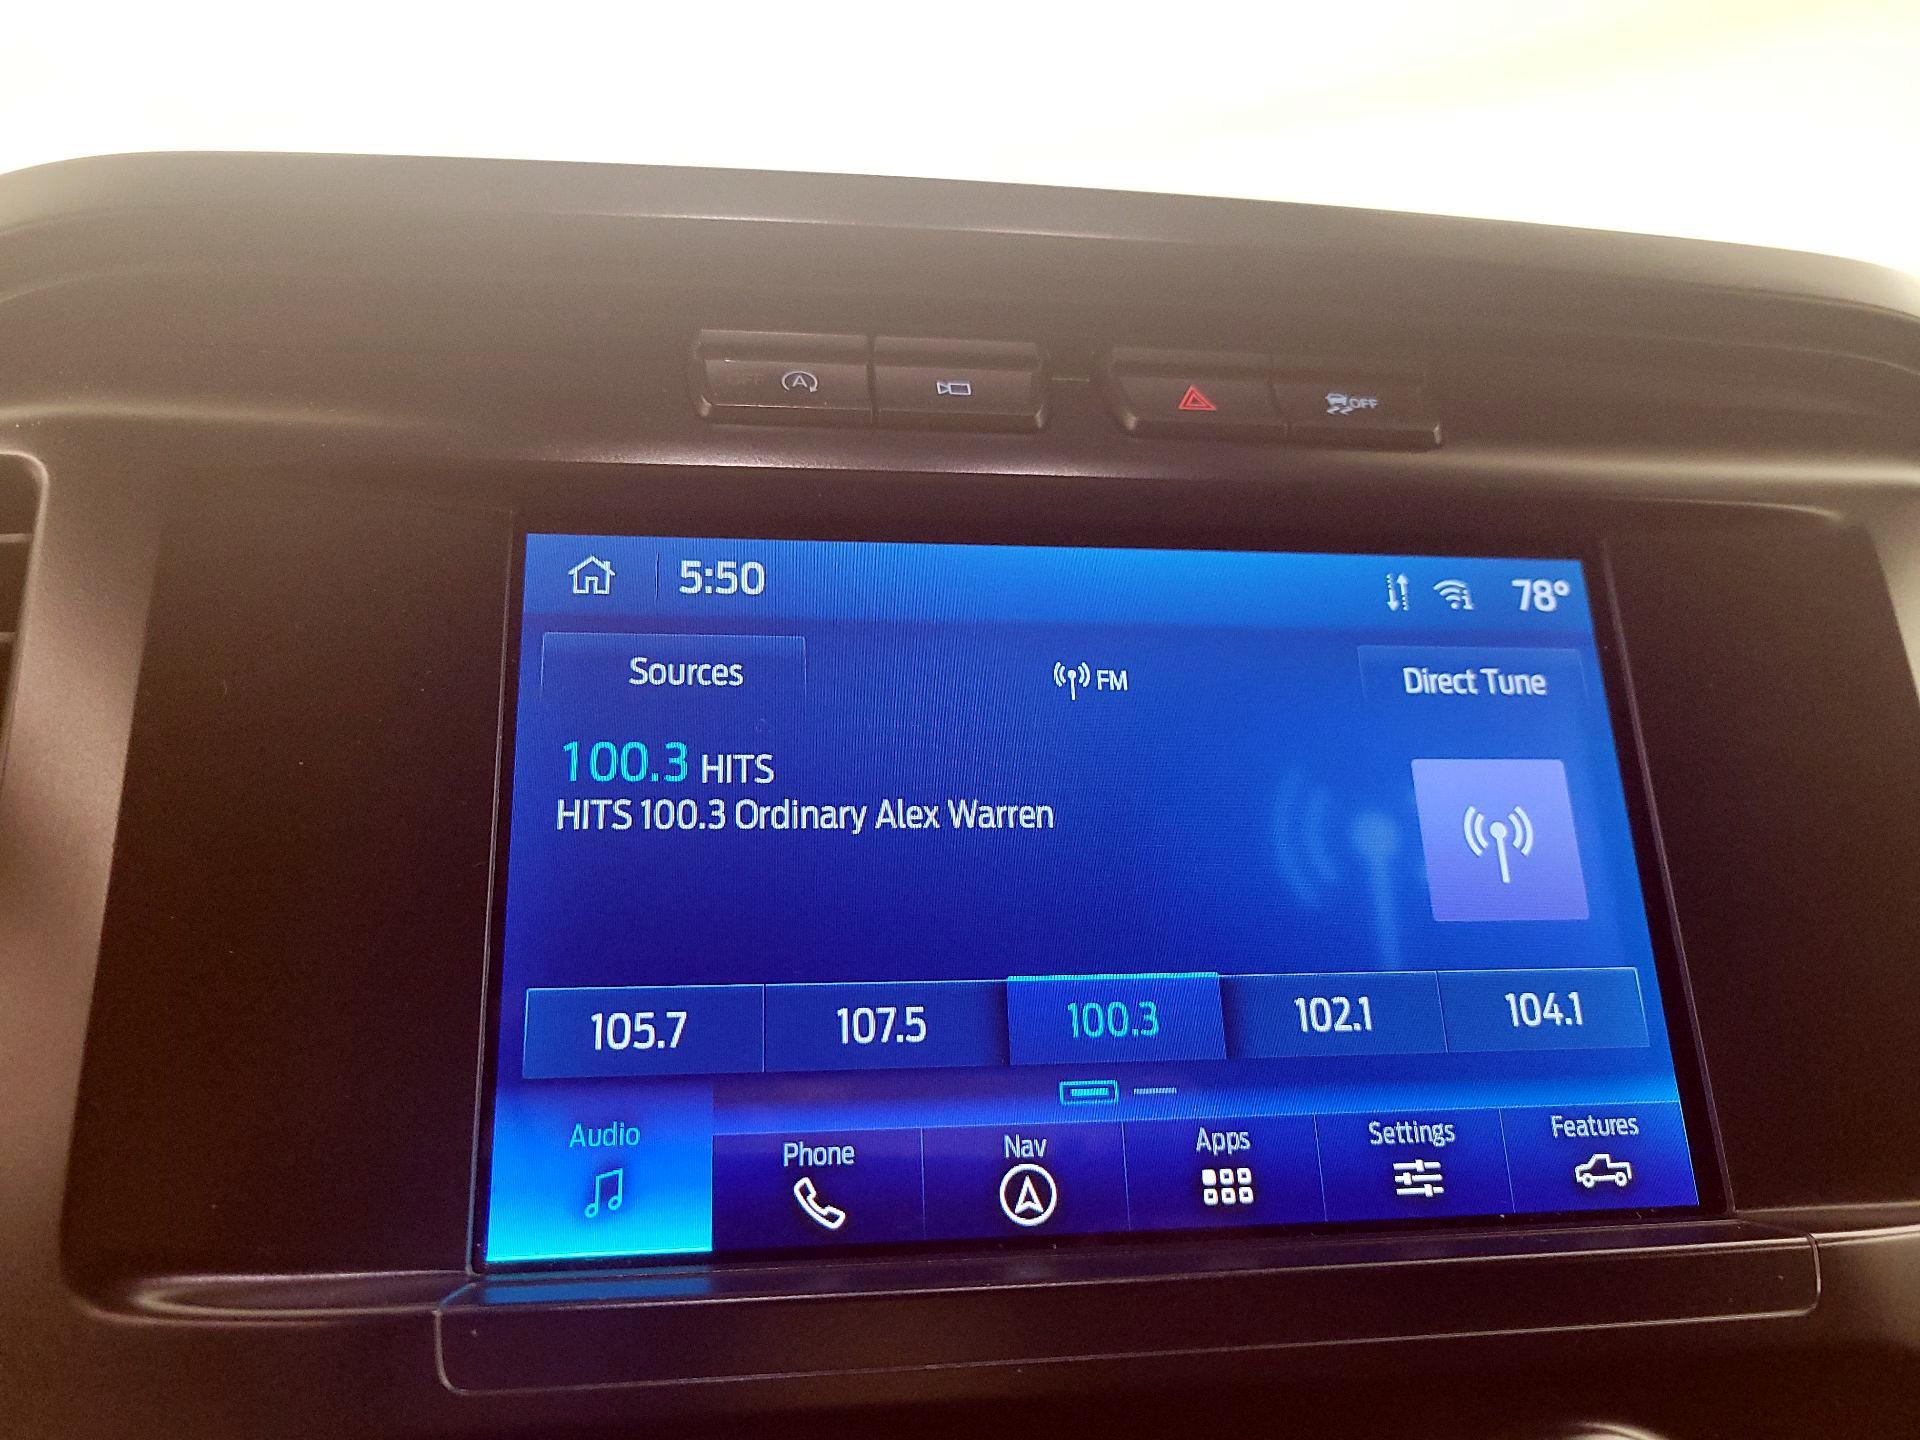 OFF A
OFF
5:50 78°
Sources FM Direct Tune
100.3 HITS
HITS 100.3 Ordinary Alex Warren
105.7 107.5 100.3 102.1 104.1
Audio Phone Nav Apps Settings Features